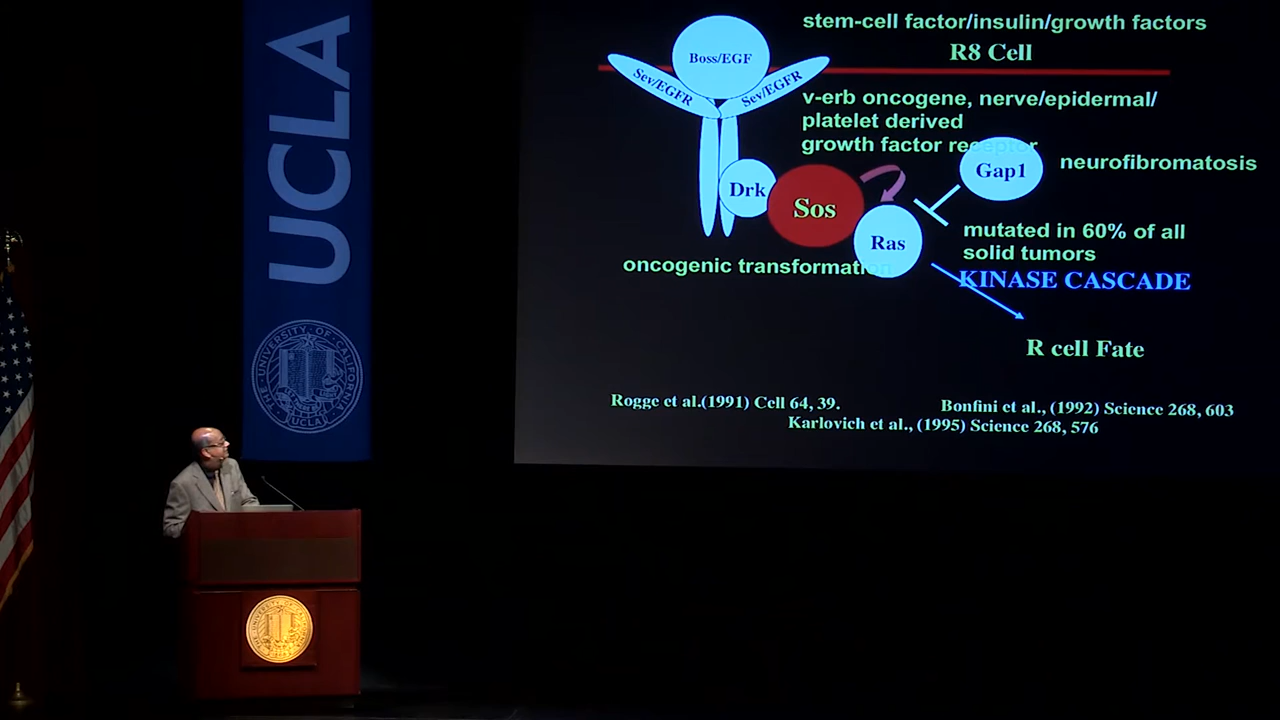 UCLA
THE UNIVERSITY OF CALIFORNIA
UCLA
stem-cell factor/insulin/growth factors
R8 Cell
Boss/EGF
Sev/EGFR
Sev/EGFR
v-erb oncogene, nerve/epidermal/
platelet derived
growth factor receptor
Gap1
neurofibromatosis
Drk
Sos
Ras
mutated in 60% of all
solid tumors
oncogenic transformation
KINASE CASCADE
R cell Fate
Rogge et al.(1991) Cell 64, 39.
Bonfini et al., (1992) Science 268, 603
Karlovich et al., (1995) Science 268, 576